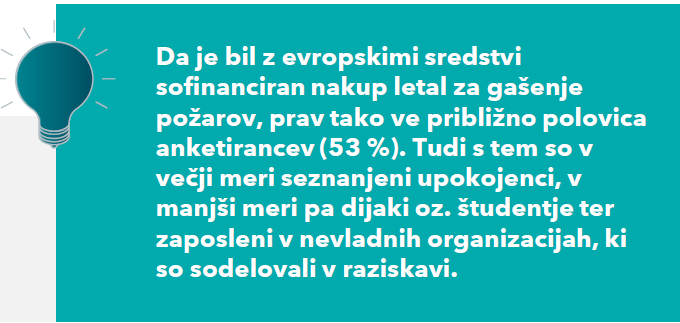 Da je bil z evropskimi sredstvi
sofinanciran nakup letal za gašenje
požarov, prav tako ve približno polovica
anketirancev (53 %). Tudi s tem so v
večji meri seznanjeni upokojenci, v
manjši meri pa dijaki oz. študentje ter
zaposleni v nevladnih organizacijah, ki
so sodelovali v raziskavi.